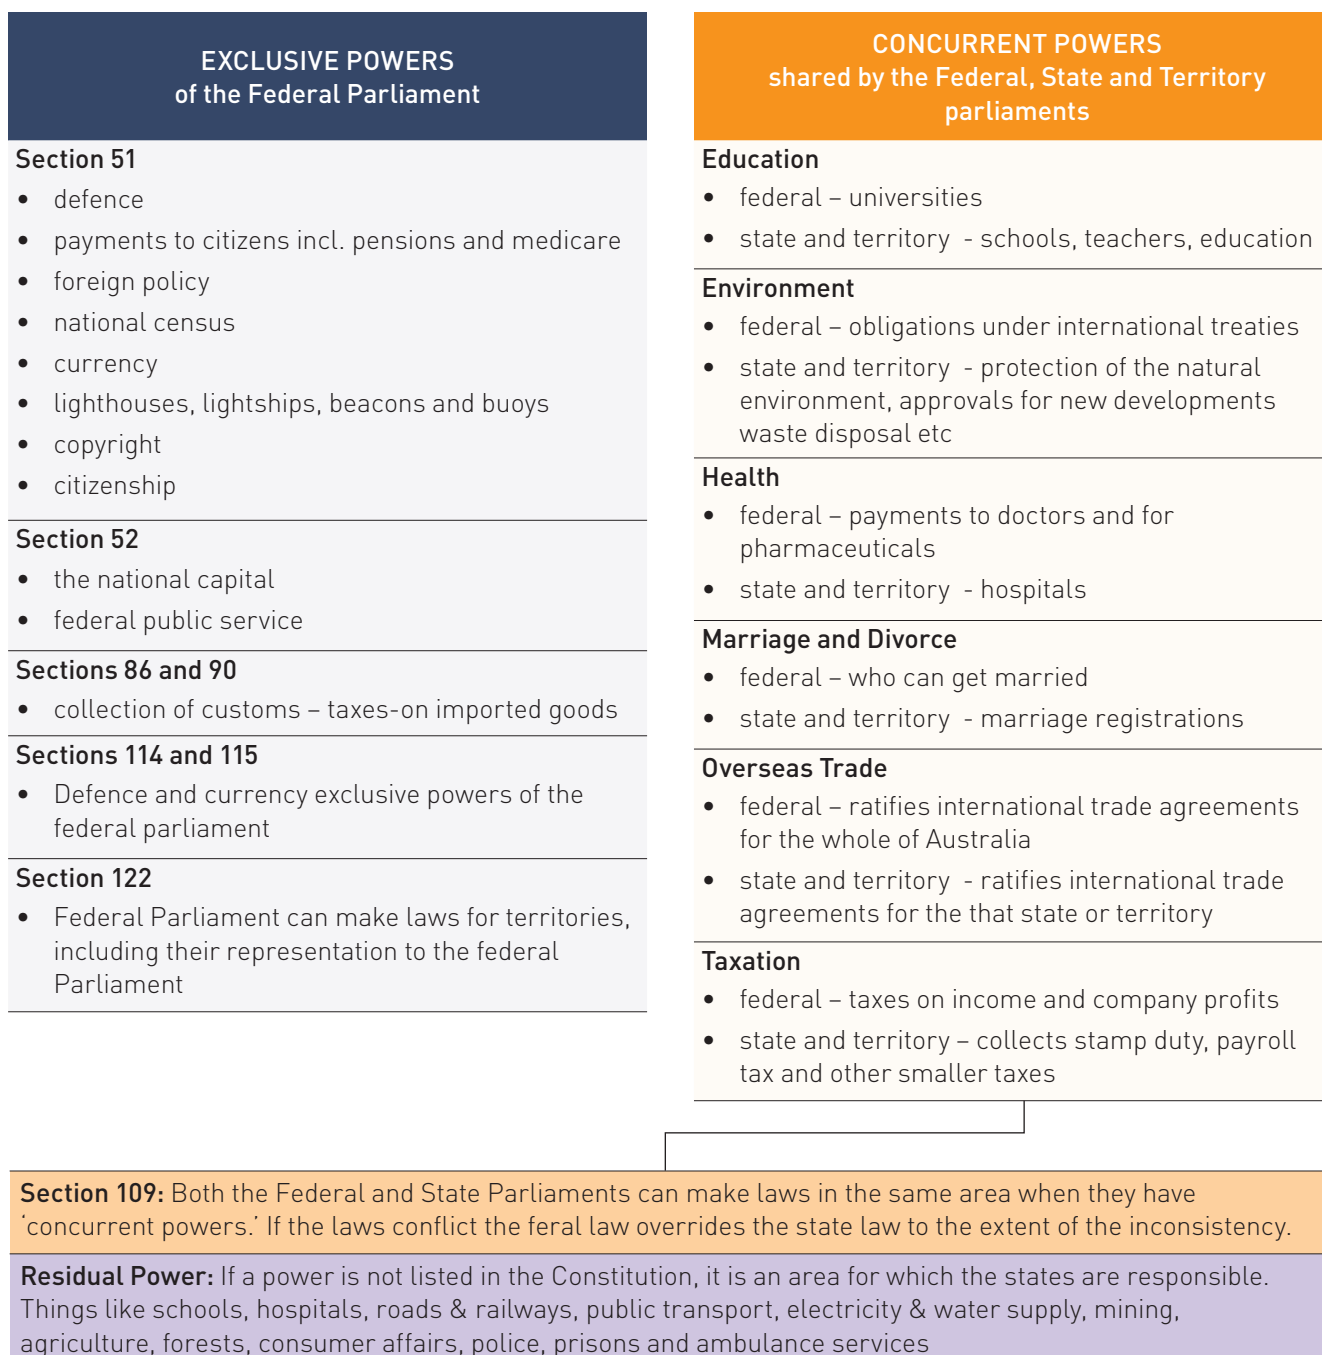 EXCLUSIVE POWERS
of the Federal Parliament
Section 51
• defence
• payments to citizens incl. pensions and medicare
• foreign policy
• national census
• currency
• lighthouses, lightships, beacons and buoys
• copyright
• citizenship
Section 52
• the national capital
• federal public service
Sections 86 and 90
• collection of customs – taxes-on imported goods
Sections 114 and 115
• Defence and currency exclusive powers of the
federal parliament
Section 122
• Federal Parliament can make laws for territories,
including their representation to the federal
Parliament
CONCURRENT POWERS
shared by the Federal, State and Territory
parliaments
Education
• federal – universities
• state and territory - schools, teachers, education
Environment
• federal – obligations under international treaties
• state and territory - protection of the natural
environment, approvals for new developments
waste disposal etc
Health
• federal – payments to doctors and for
pharmaceuticals
• state and territory - hospitals
Marriage and Divorce
• federal – who can get married
• state and territory - marriage registrations
Overseas Trade
• federal – ratifies international trade agreements
for the whole of Australia
• state and territory - ratifies international trade
agreements for the that state or territory
Taxation
• federal – taxes on income and company profits
• state and territory – collects stamp duty, payroll
tax and other smaller taxes
Section 109: Both the Federal and State Parliaments can make laws in the same area when they have
‘concurrent powers.’ If the laws conflict the feral law overrides the state law to the extent of the inconsistency.
Residual Power: If a power is not listed in the Constitution, it is an area for which the states are responsible.
Things like schools, hospitals, roads & railways, public transport, electricity & water supply, mining,
agriculture, forests, consumer affairs, police, prisons and ambulance services